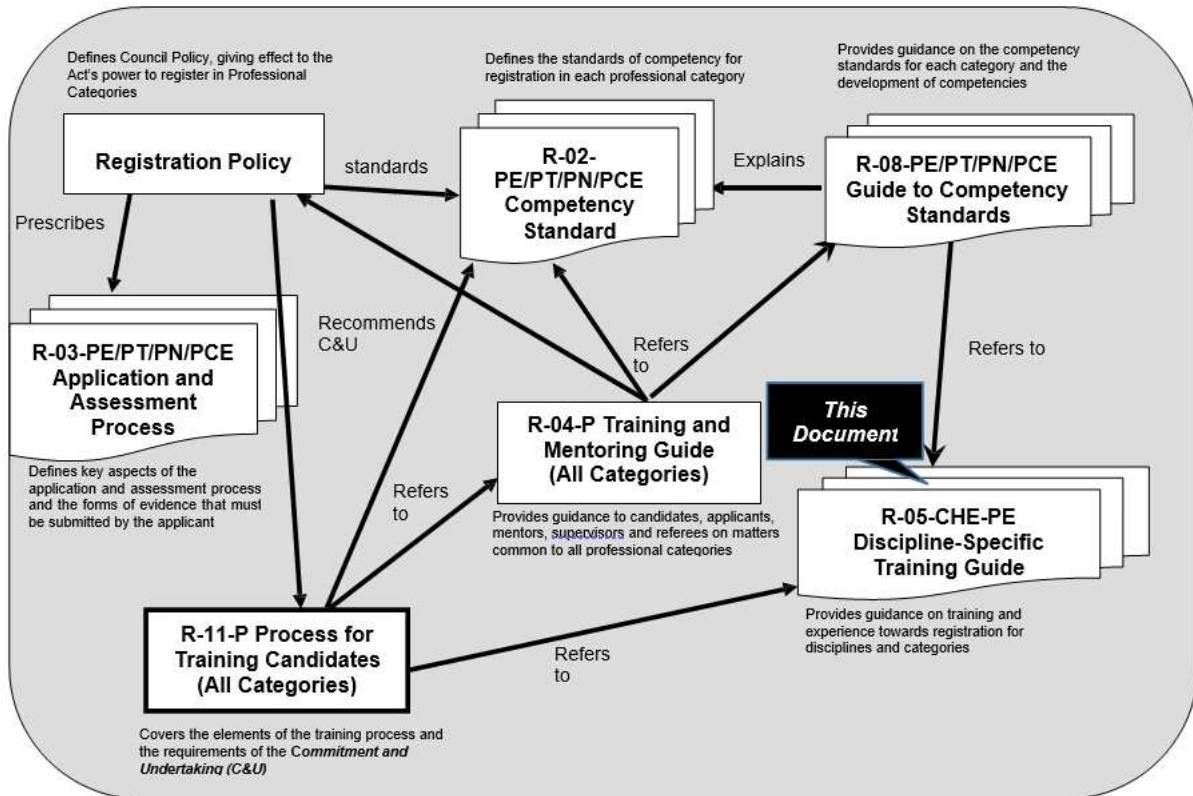 Defines Council Policy, giving effect to the
Act's power to register in Professional
Categories
Registration Policy
Defines the standards of competency for
registration in each professional category
R-02-
PE/PT/PN/PCE
Competency
Standard
Provides guidance on the competency
standards for each category and the
development of competencies
R-08-PE/PT/PN/PCE
Guide to Competency
Standards
standards
Explains
Prescribes
R-03-PE/PT/PN/PCE
Application and
Assessment
Process
Defines key aspects of the
application and assessment process
and the forms of evidence that must
be submitted by the applicant
Recommends
C&U
Refers
to
Refers to
This
Document
R-04-P Training and
Mentoring Guide
(All Categories)
Provides guidance to candidates, applicants,
mentors, supervisors and referees on matters
common to all professional categories
Refers
to
R-05-CHE-PE
Discipline-Specific
Training Guide
Provides guidance on training and
experience towards registration for
disciplines and categories
R-11-P Process for
Training Candidates
(All Categories)
Refers
to
Covers the elements of the training process and
the requirements of the Commitment and
Undertaking (C&U)